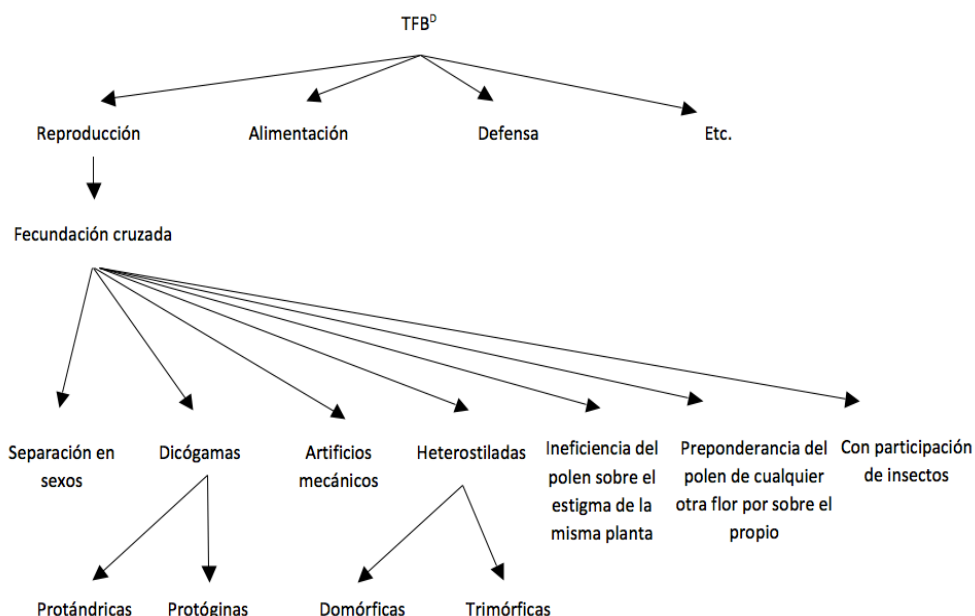 TFBᴰ
Reproducción
Alimentación
Defensa
Etc.
Fecundación cruzada
Separación en
sexos
Dicógamas
Artificios
mecánicos
Heterostiladas
Ineficiencia del
polen sobre el
estigma de la
misma planta
Preponderancia del
polen de cualquier
otra flor por sobre el
propio
Con participación
de insectos
Protándricas
Protóginas
Domórficas
Trimórficas